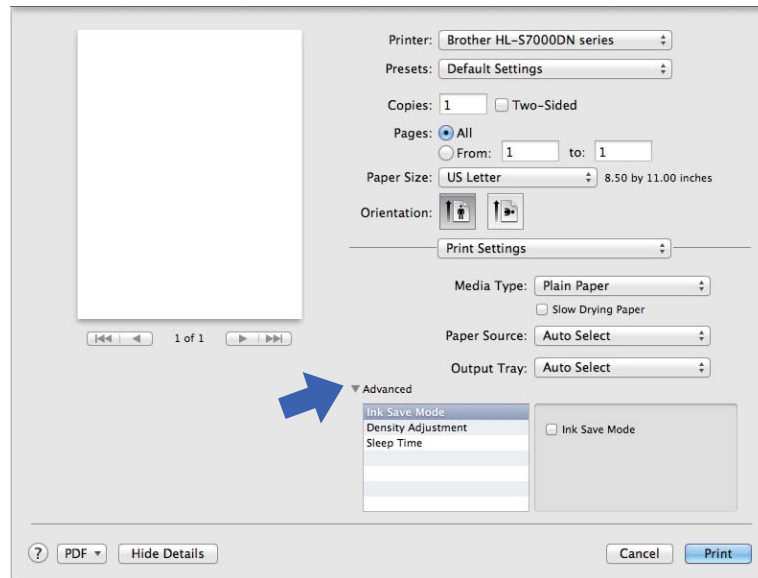 Printer: Brother HL-S7000DN series
Presets: Default Settings
Copies: 1 Two-Sided
Pages: All
From: 1 to: 1
Paper Size: US Letter 8.50 by 11.00 inches
Orientation:
Print Settings
Media Type: Plain Paper
Slow Drying Paper
1 of 1
Paper Source: Auto Select
Output Tray: Auto Select
Advanced
Ink Save Mode
Density Adjustment
Sleep Time
Ink Save Mode
? PDF Hide Details Cancel Print